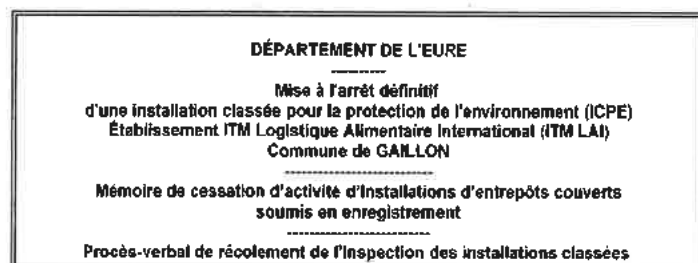 DÉPARTEMENT DE L'EURE
----------
Mise à l'arrêt définitif
d'une installation classée pour la protection de l'environnement (ICPE)
Établissement ITM Logistique Alimentaire International (ITM LAI)
Commune de GAILLON
----------------------------
Mémoire de cessation d'activité d'installations d'entrepôts couverts
soumis en enregistrement
---------------------------
Procès-verbal de récolement de l'Inspection des installations classées